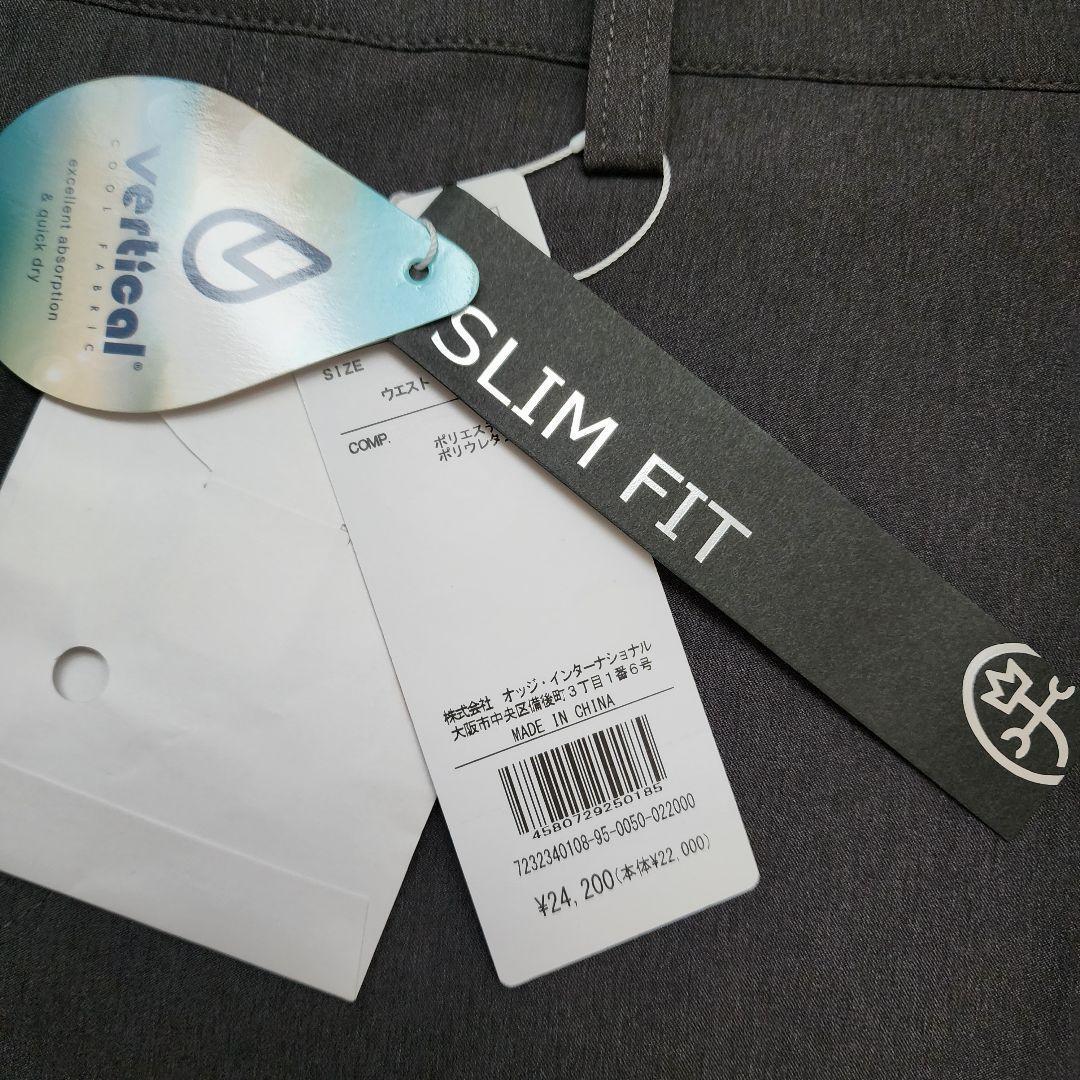 vertical®
COOL FABRIC
excellent absorption
& quick dry
SLIM FIT
SIZE
ウエスト
COMP.
ポリエステ
ポリウレタ
株式会社 オッジ・インターナショナル
大阪市中央区備後町3丁目1番6号
MADE IN CHINA
4580729250185
7232340108-95-0050-022000
¥24,200(本体¥22,000)